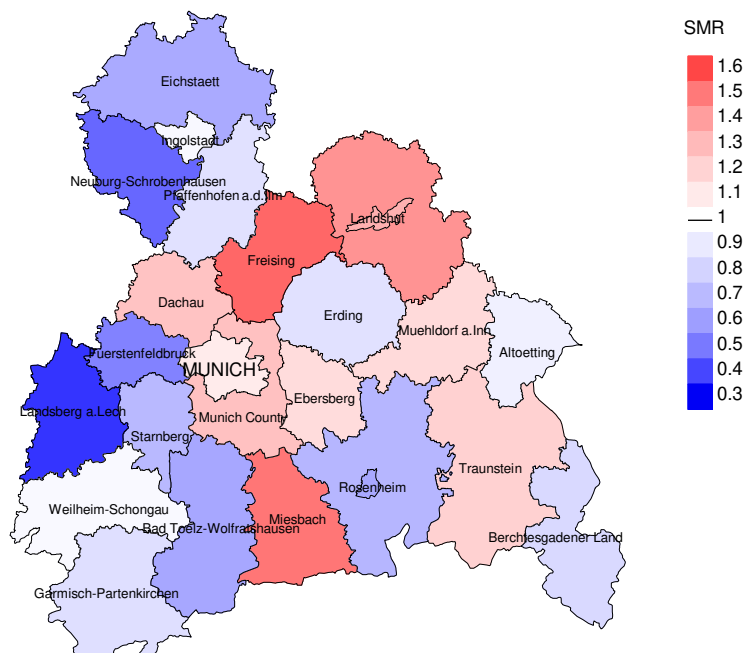 SMR
1.6
1.5
1.4
1.3
1.2
1.1
1
0.9
0.8
0.7
0.6
0.5
0.4
0.3
Eichstaett
Ingolstadt
Neuburg-Schrobenhausen
Pfaffenhofen a.d.Ilm
Landshut
Freising
Dachau
Erding
Muehldorf a.Inn
Altoetting
Fuerstenfeldbruck
MUNICH
Ebersberg
Landsberg a.Lech
Munich County
Starnberg
Traunstein
Rosenheim
Weilheim-Schongau
Miesbach
Bad Toelz-Wolfratshausen
Berchtesgadener Land
Garmisch-Partenkirchen